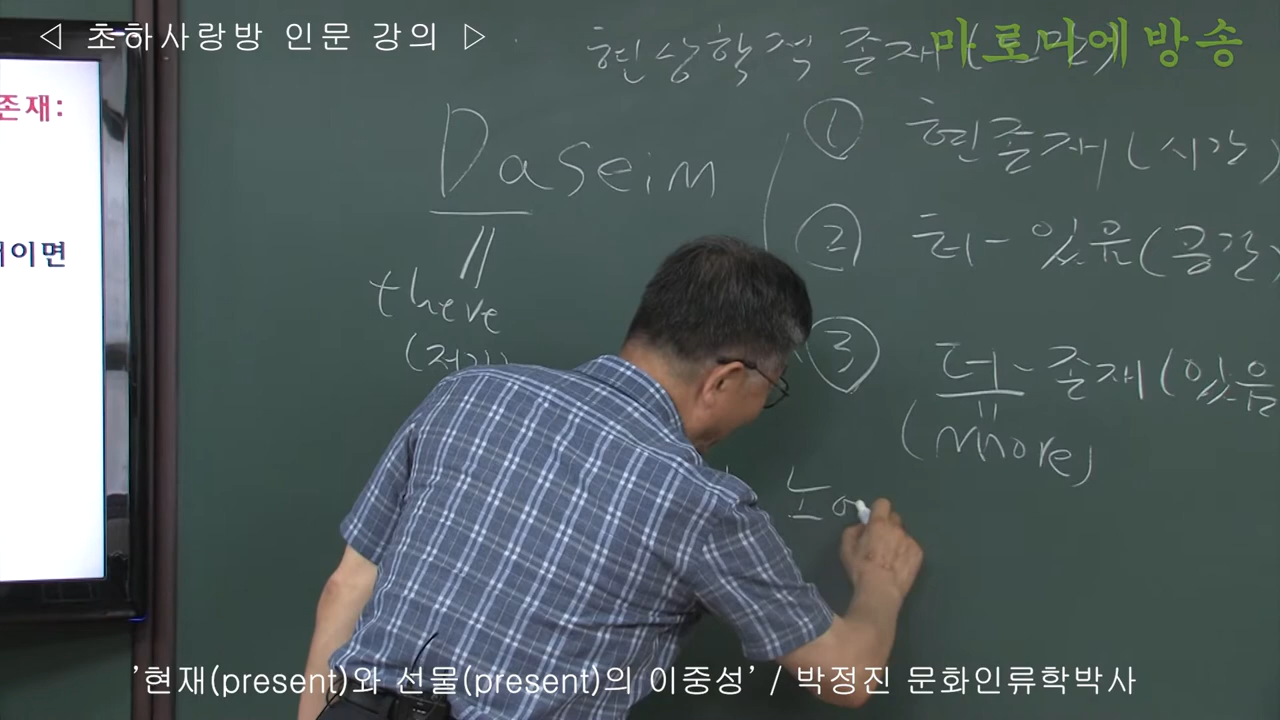 ◁ 초하사랑방 인문 강의 ▷
마로니에 방송
현상학적 존재
존재:
이면
Daseim
there
① 현존재(시간)
② 터-있음(공간)
③ 더-존재(있음
(more)
노
'현재(present)와 선물(present)의 이중성' / 박정진 문화인류학박사